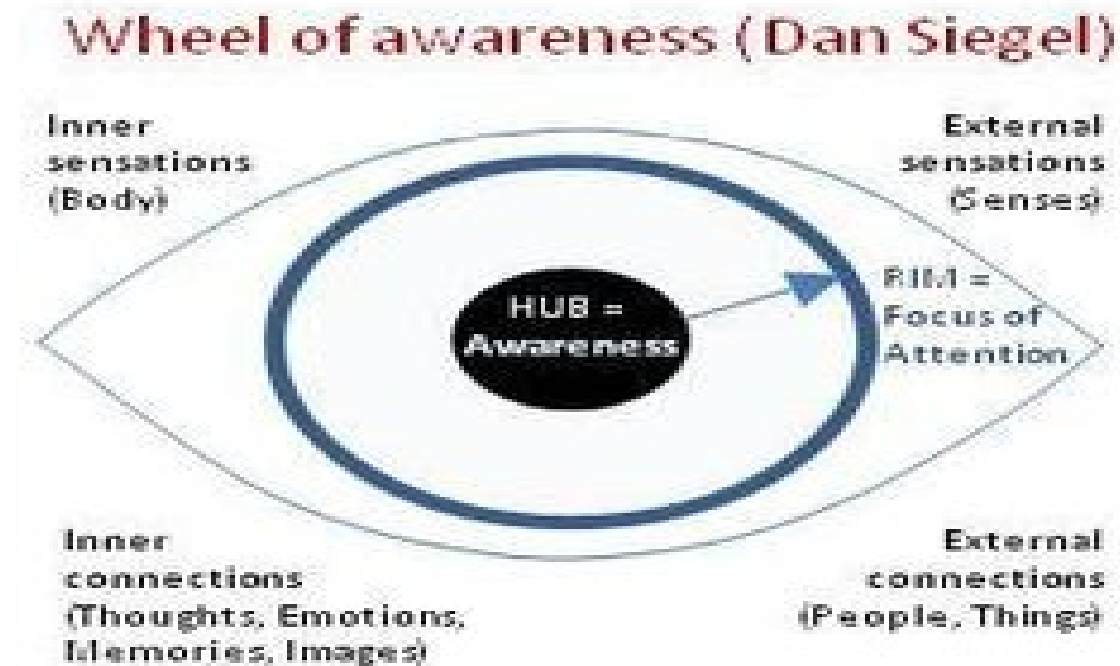 Wheel of awareness (Dan Siegel)
Inner
sensations
(Body)
External
sensations
(Senses)
HUB =
Awareness
RIM =
Focus of
Attention
Inner
connections
(Thoughts, Emotions,
Memories, Images)
External
connections
(People, Things)